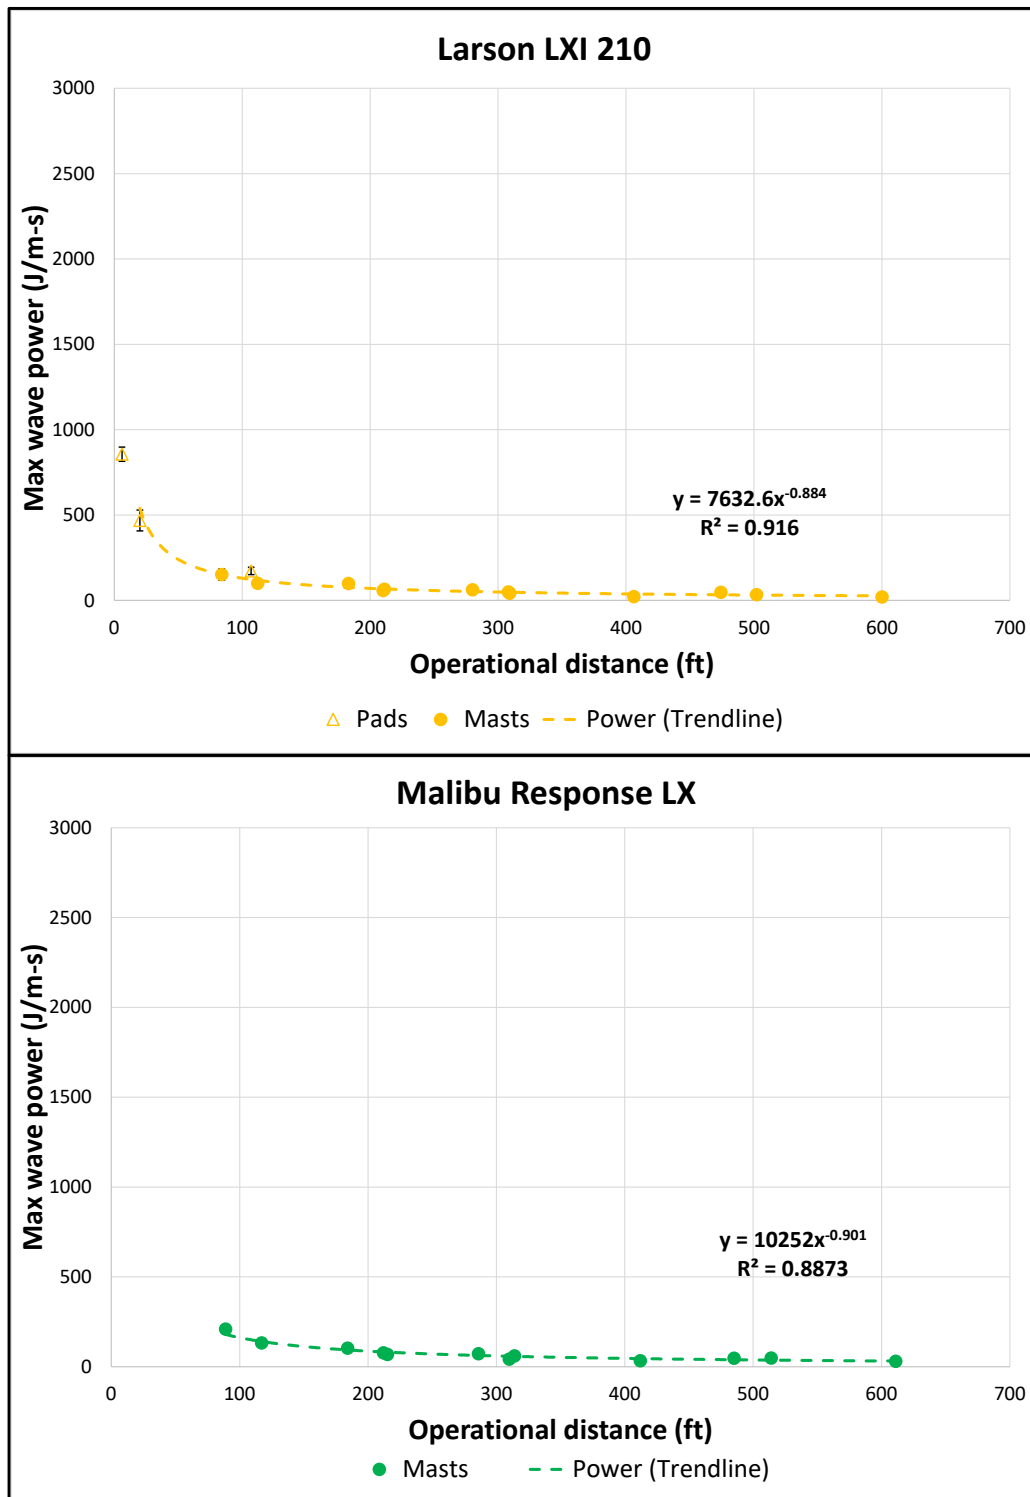 Larson LXI 210
3000
2500
2000
1500
1000
500
0
Max wave power (J/m-s)
y = 7632.6x^-0.884
R² = 0.916
0 100 200 300 400 500 600 700
Operational distance (ft)
Pads Masts Power (Trendline)
Malibu Response LX
3000
2500
2000
1500
1000
500
0
Max wave power (J/m-s)
y = 10252x^-0.901
R² = 0.8873
0 100 200 300 400 500 600 700
Operational distance (ft)
Masts Power (Trendline)